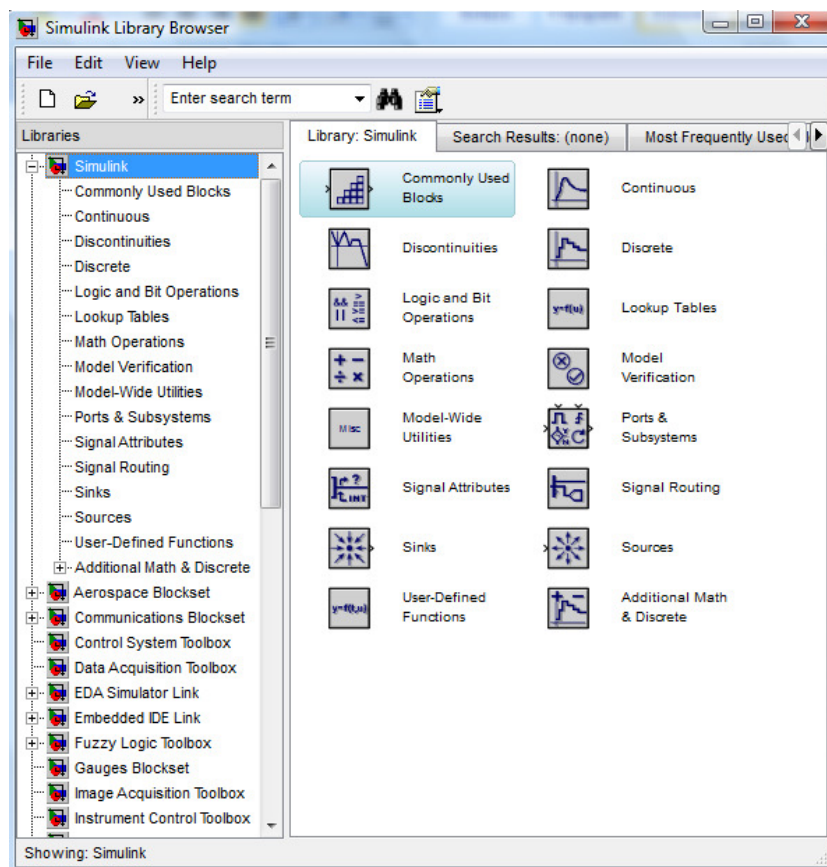 Simulink Library Browser
File Edit View Help
» Enter search term
Libraries
Library: Simulink Search Results: (none) Most Frequently Used
Simulink
Commonly Used Blocks
Continuous
Discontinuities
Discrete
Logic and Bit Operations
Lookup Tables
Math Operations
Model Verification
Model-Wide Utilities
Ports & Subsystems
Signal Attributes
Signal Routing
Sinks
Sources
User-Defined Functions
Additional Math & Discrete
Aerospace Blockset
Communications Blockset
Control System Toolbox
Data Acquisition Toolbox
EDA Simulator Link
Embedded IDE Link
Fuzzy Logic Toolbox
Gauges Blockset
Image Acquisition Toolbox
Instrument Control Toolbox
Commonly Used
Blocks
Continuous
Discontinuities
Discrete
&& >
|| >=
<=
Logic and Bit
Operations
y=f(u)
Lookup Tables
+ −
÷ ×
Math
Operations
Model
Verification
Misc
Model-Wide
Utilities
Ports &
Subsystems
?
INT
Signal Attributes
Signal Routing
Sinks
Sources
y=f(t,u)
User-Defined
Functions
+ −
Additional Math
& Discrete
Showing: Simulink